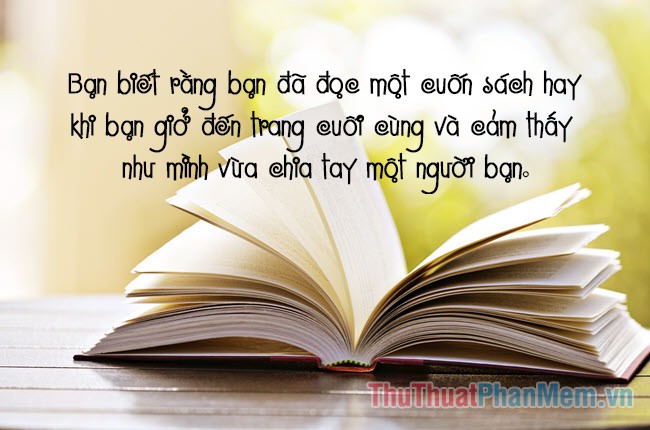 Bạn biết rằng bạn đã đọc một cuốn sách hay
khi bạn giở đến trang cuối cùng và cảm thấy
như mình vừa chia tay một người bạn.
ThuThuatPhanMem.vn